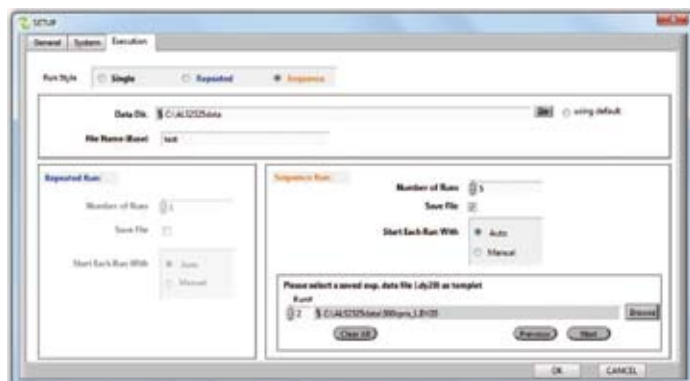 SETUP
General System Execution
Run Style Single Repeated Sequence
Data Dir. using default
File Name (Base) test
Repeated Run
Number of Runs 1
Save File
Start Each Run With Auto
Manual
Sequence Run
Number of Runs 5
Save File
Start Each Run With Auto
Manual
Please select a saved exp. data file (.dy20) as templet
Run#
2 Browse
Clear All Previous Next
OK CANCEL